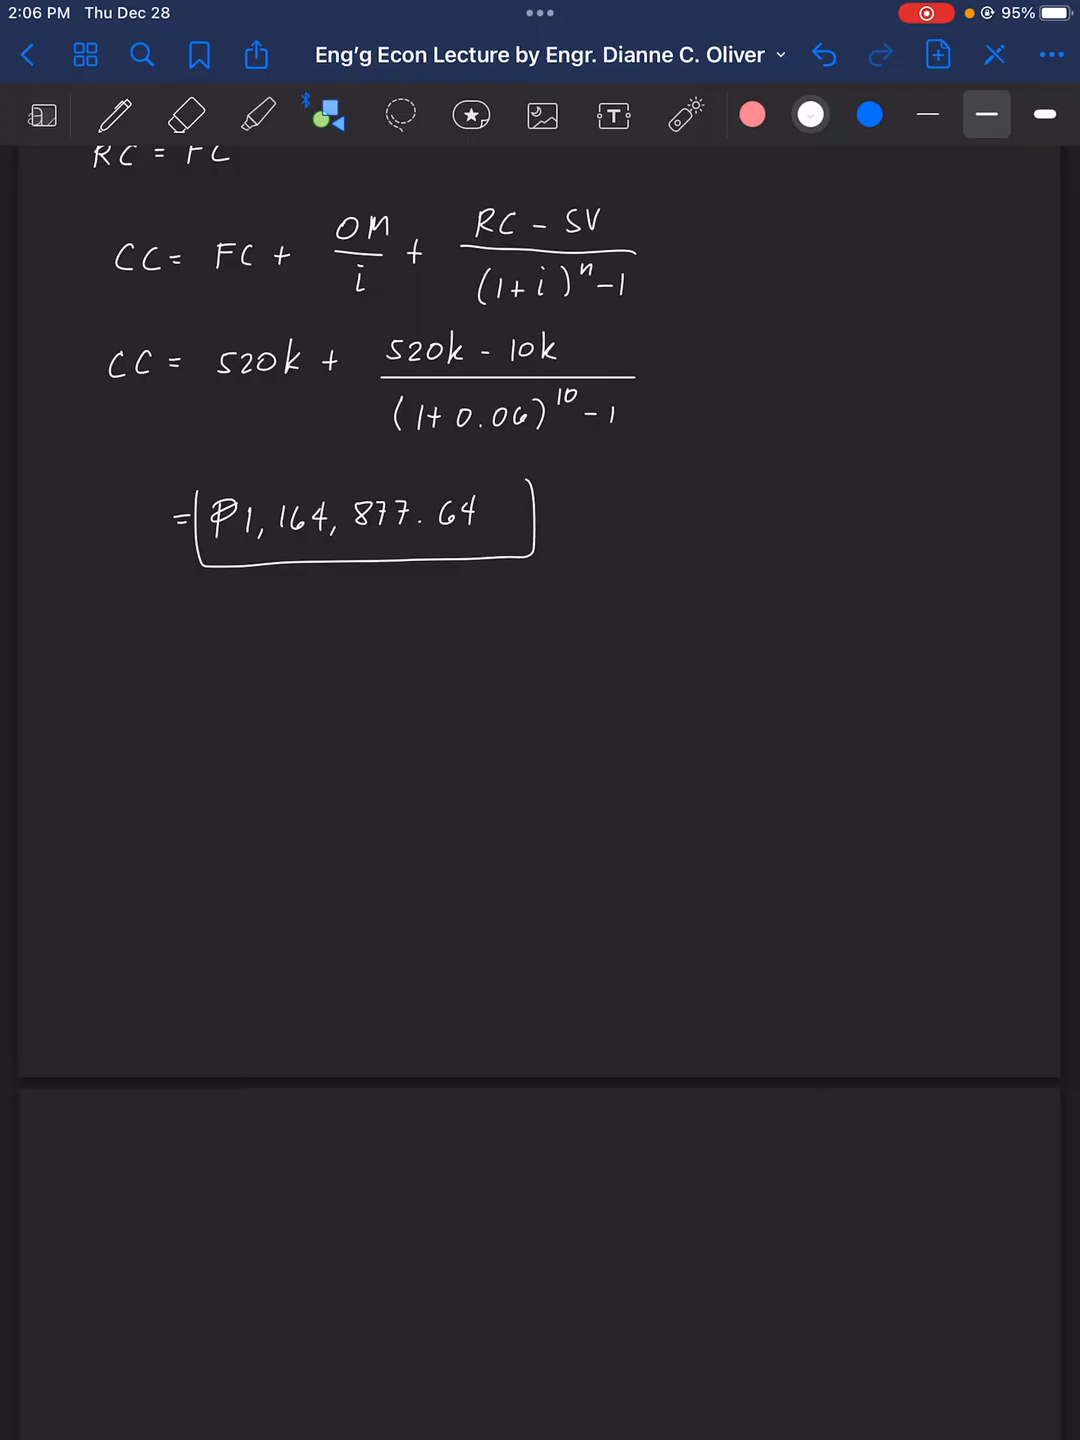 2:06 PM Thu Dec 28
95%
Eng'g Econ Lecture by Engr. Dianne C. Oliver
T
RC = FC
CC = FC + OM/i + (RC - SV)/((1+i)^n - 1)
CC = 520k + (520k - 10k)/((1+0.06)^10 - 1)
= ₱1,164,877.64